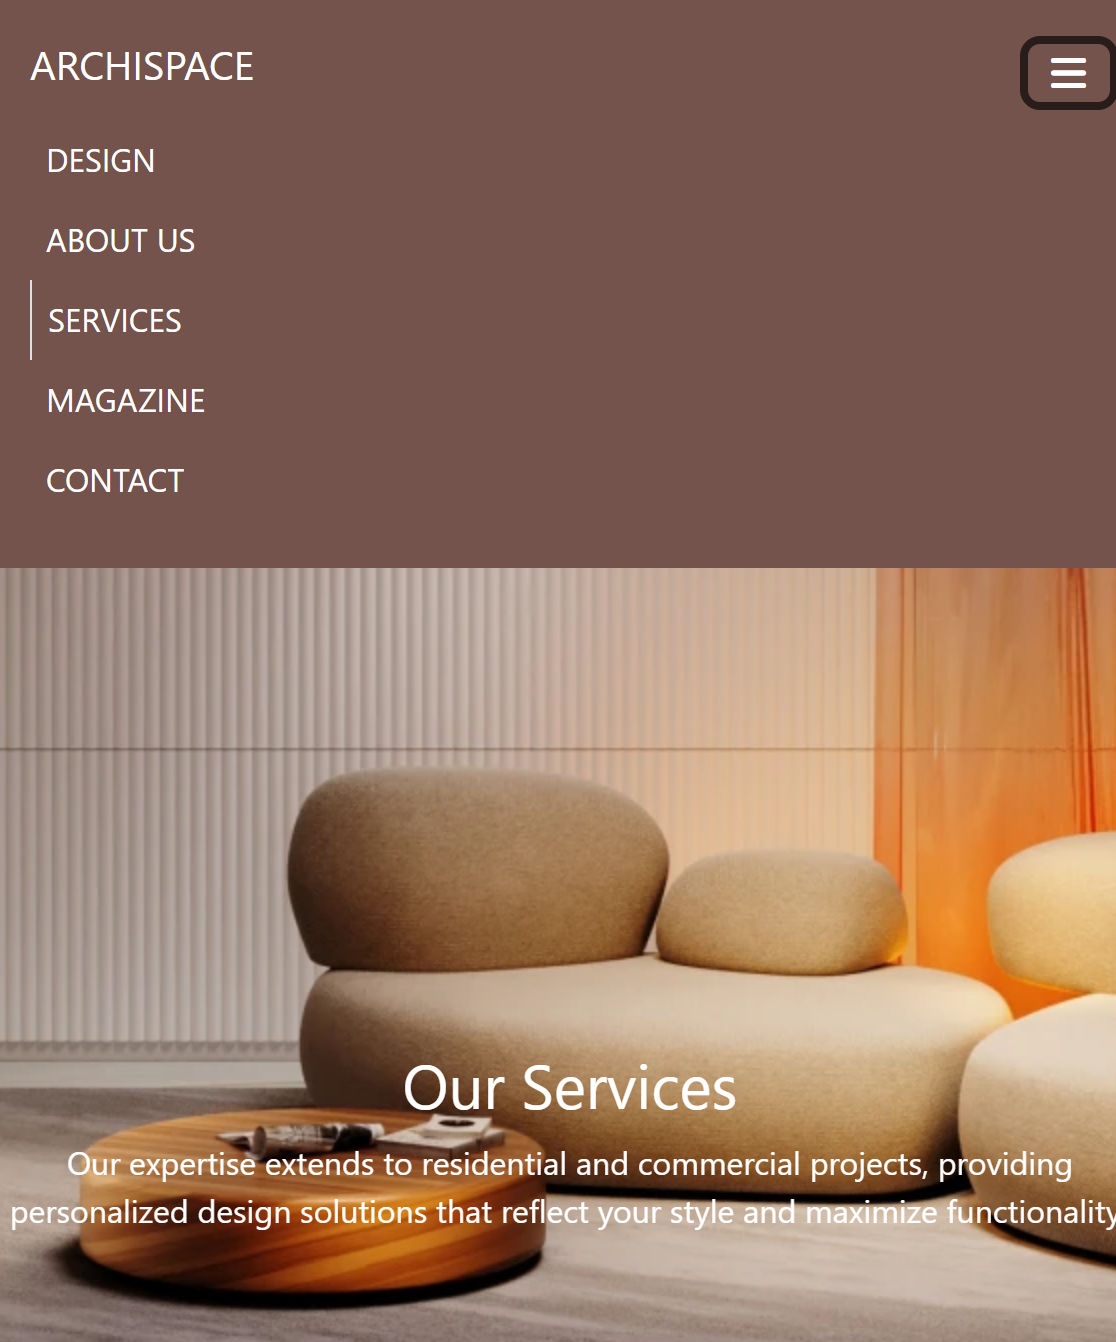 ARCHISPACE
DESIGN
ABOUT US
SERVICES
MAGAZINE
CONTACT
Our Services
Our expertise extends to residential and commercial projects, providing
personalized design solutions that reflect your style and maximize functionality